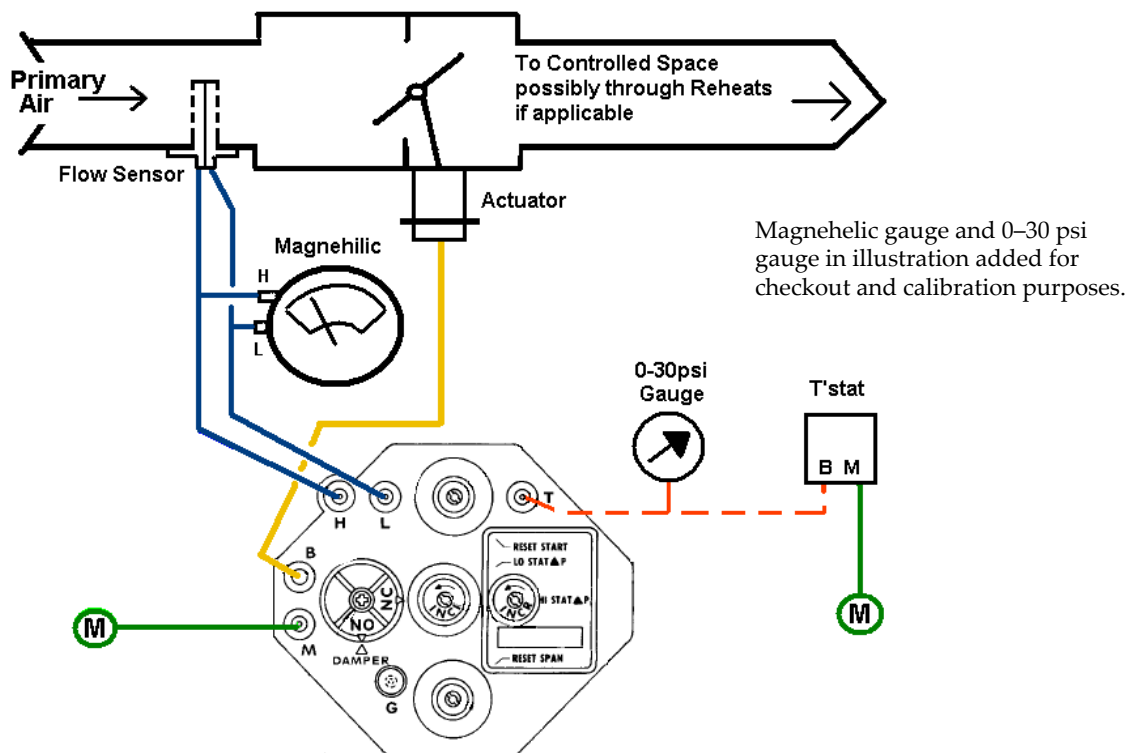 Primary
Air
To Controlled Space
possibly through Reheats
if applicable
Flow Sensor
Actuator
Magnehilic
H
L
Magnehelic gauge and 0–30 psi
gauge in illustration added for
checkout and calibration purposes.
0-30psi
Gauge
T'stat
B M
H
L
T
B
M
M
M
RESET START
LO STAT▲P
HI STAT▲P
RESET SPAN
INCR
INCR
NC
NO
DAMPER
G